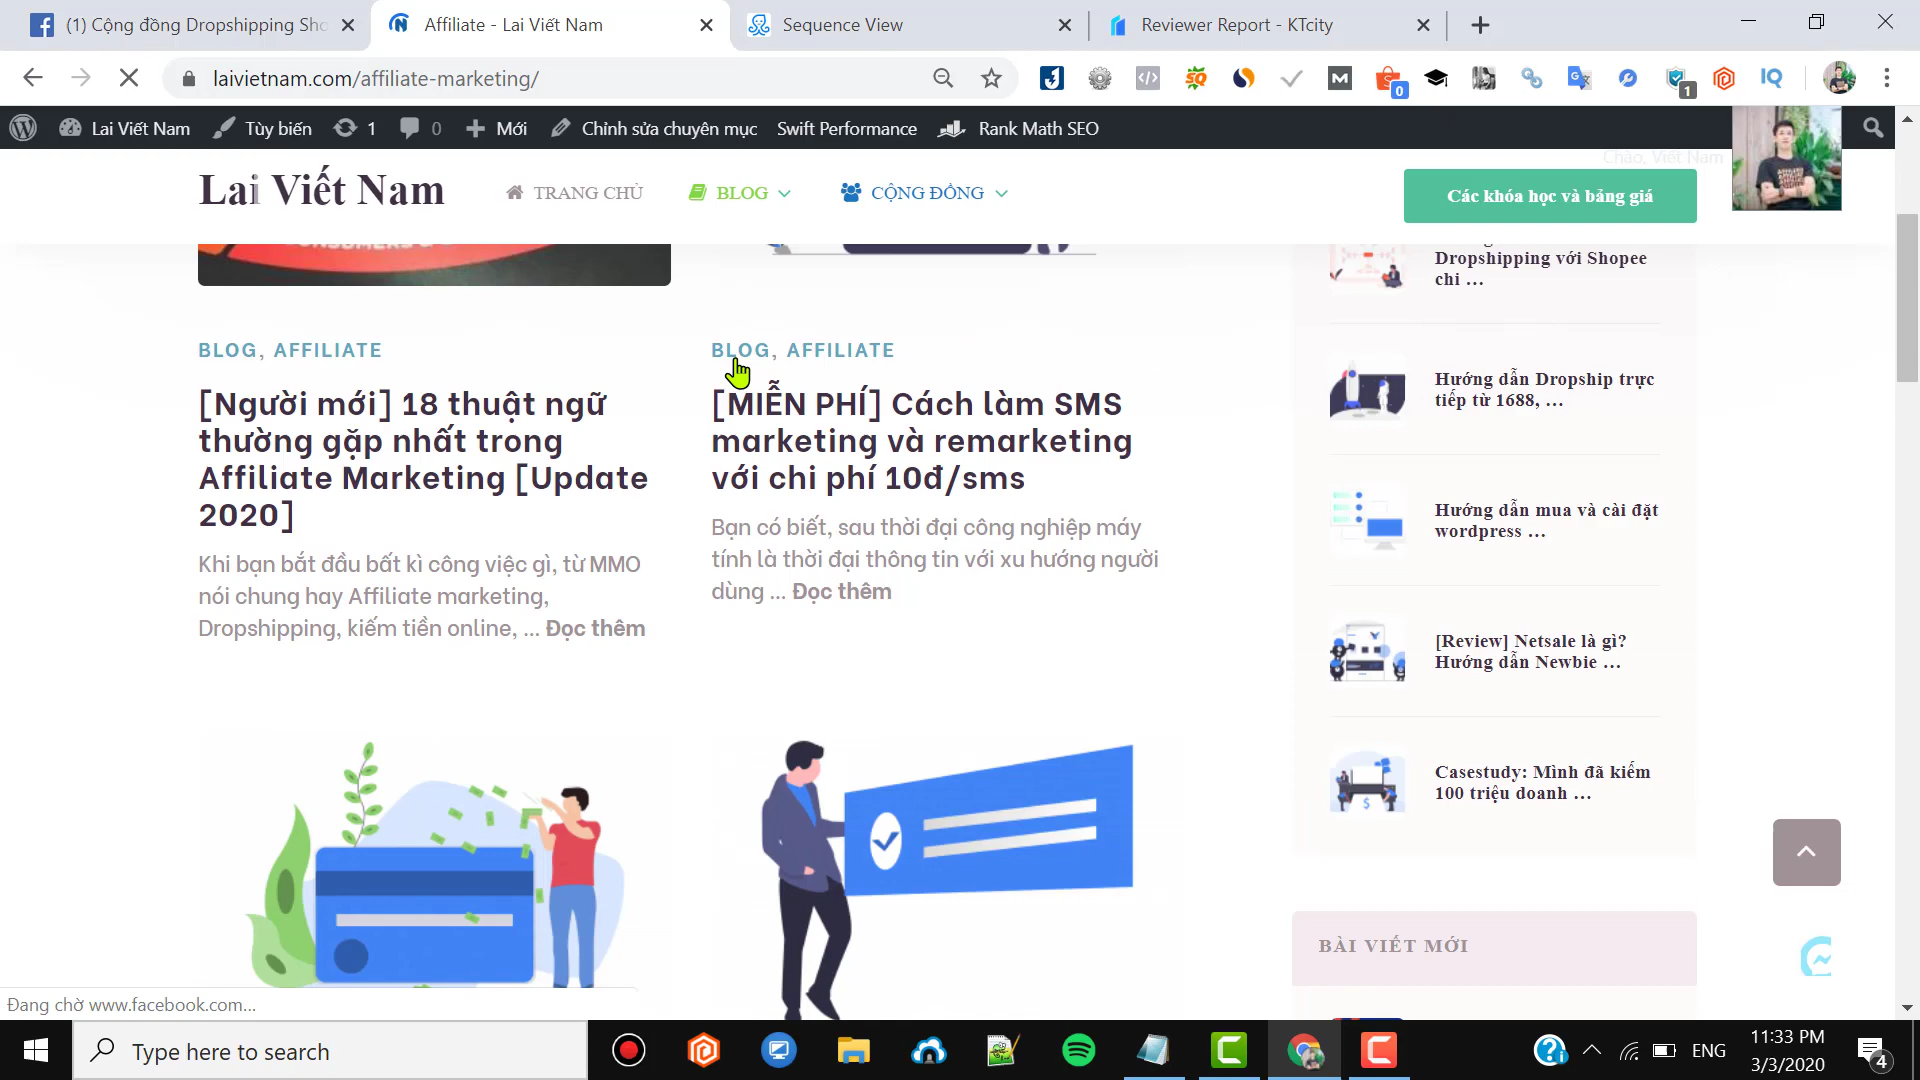 (1) Cộng đồng Dropshipping Sho
Affiliate - Lai Viết Nam
Sequence View
Reviewer Report - KTcity
laivietnam.com/affiliate-marketing/
0
1
IQ
Lai Viết Nam
Tùy biến
1
0
Mới
Chỉnh sửa chuyên mục
Swift Performance
Rank Math SEO
Chào, Viết Nam
Lai Viết Nam
TRANG CHỦ
BLOG
CỘNG ĐỒNG
Các khóa học và bảng giá
Dropshipping với Shopee
chi ...
BLOG, AFFILIATE
BLOG, AFFILIATE
[Người mới] 18 thuật ngữ
thường gặp nhất trong
Affiliate Marketing [Update
2020]
[MIỄN PHÍ] Cách làm SMS
marketing và remarketing
với chi phí 10đ/sms
Khi bạn bắt đầu bất kì công việc gì, từ MMO
nói chung hay Affiliate marketing,
Dropshipping, kiếm tiền online, ... Đọc thêm
Bạn có biết, sau thời đại công nghiệp máy
tính là thời đại thông tin với xu hướng người
dùng ... Đọc thêm
Hướng dẫn Dropship trực
tiếp từ 1688, ...
Hướng dẫn mua và cài đặt
wordpress ...
[Review] Netsale là gì?
Hướng dẫn Newbie ...
Casestudy: Mình đã kiếm
100 triệu doanh ...
BÀI VIẾT MỚI
Đang chờ www.facebook.com...
Type here to search
ENG
11:33 PM
3/3/2020
4